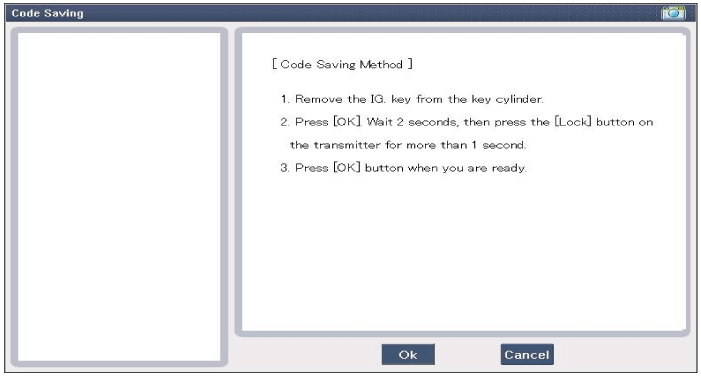 Code Saving
[ Code Saving Method ]
1. Remove the IG. key from the key cylinder.
2. Press [OK]. Wait 2 seconds, then press the [Lock] button on
the transmitter for more than 1 second.
3. Press [OK] button when you are ready.
Ok
Cancel